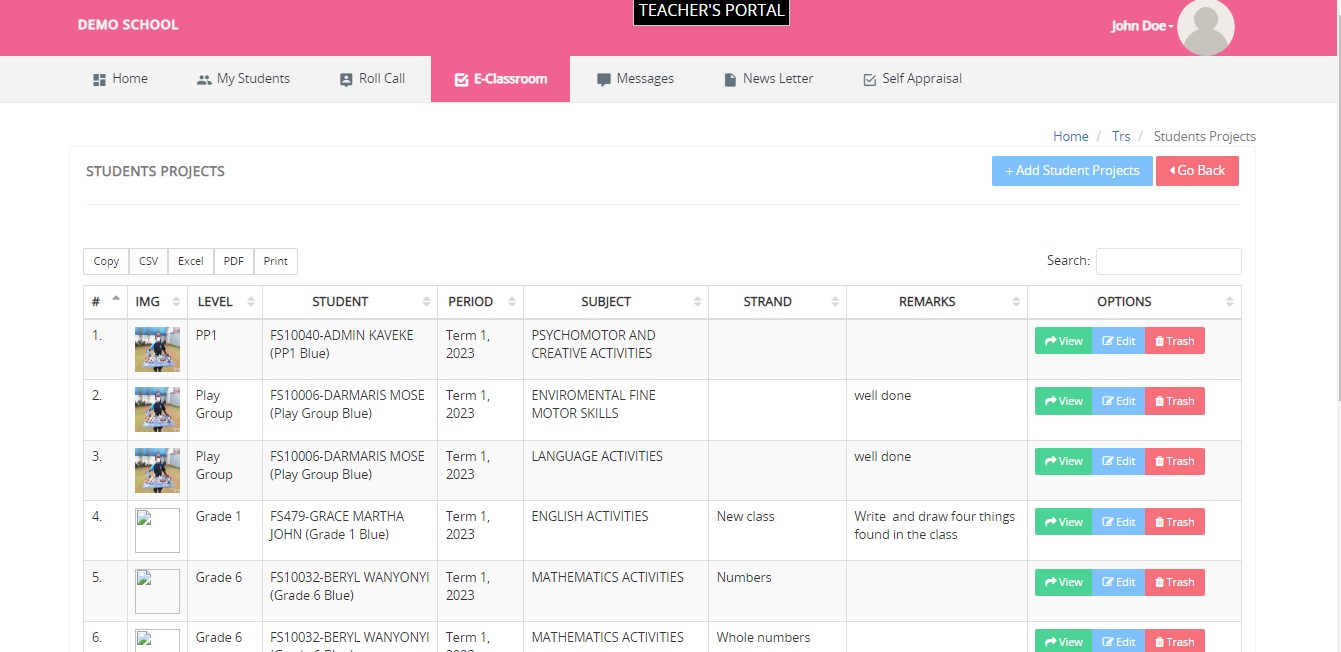 TEACHER'S PORTAL
DEMO SCHOOL
John Doe
Home
My Students
Roll Call
E-Classroom
Messages
News Letter
Self Appraisal
Home / Trs / Students Projects
STUDENTS PROJECTS
+ Add Student Projects
Go Back
Copy
CSV
Excel
PDF
Print
Search:
#
IMG
LEVEL
STUDENT
PERIOD
SUBJECT
STRAND
REMARKS
OPTIONS
1.
PP1
FS10040-ADMIN KAVEKE
(PP1 Blue)
Term 1,
2023
PSYCHOMOTOR AND
CREATIVE ACTIVITIES
View
Edit
Trash
2.
Play
Group
FS10006-DARMARIS MOSE
(Play Group Blue)
Term 1,
2023
ENVIROMENTAL FINE
MOTOR SKILLS
well done
View
Edit
Trash
3.
Play
Group
FS10006-DARMARIS MOSE
(Play Group Blue)
Term 1,
2023
LANGUAGE ACTIVITIES
well done
View
Edit
Trash
4.
Grade 1
FS479-GRACE MARTHA
JOHN (Grade 1 Blue)
Term 1,
2023
ENGLISH ACTIVITIES
New class
Write and draw four things
found in the class
View
Edit
Trash
5.
Grade 6
FS10032-BERYL WANYONYI
(Grade 6 Blue)
Term 1,
2023
MATHEMATICS ACTIVITIES
Numbers
View
Edit
Trash
6.
Grade 6
FS10032-BERYL WANYONYI
Term 1,
MATHEMATICS ACTIVITIES
Whole numbers
View
Edit
Trash